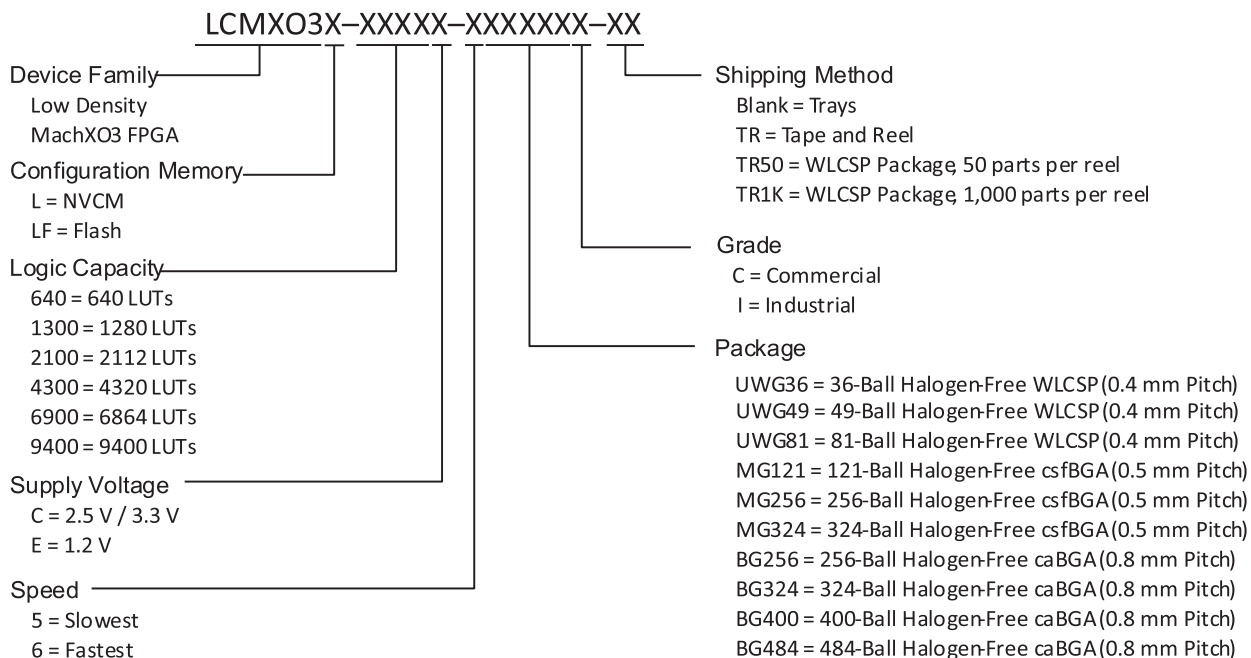 LCMXO3X–XXXXX–XXXXXXX–XX
Device Family
Low Density
MachXO3 FPGA
Configuration Memory
L = NVCM
LF = Flash
Logic Capacity
640 = 640 LUTs
1300 = 1280 LUTs
2100 = 2112 LUTs
4300 = 4320 LUTs
6900 = 6864 LUTs
9400 = 9400 LUTs
Supply Voltage
C = 2.5 V / 3.3 V
E = 1.2 V
Speed
5 = Slowest
6 = Fastest
Shipping Method
Blank = Trays
TR = Tape and Reel
TR50 = WLCSP Package, 50 parts per reel
TR1K = WLCSP Package, 1,000 parts per reel
Grade
C = Commercial
I = Industrial
Package
UWG36 = 36-Ball Halogen-Free WLCSP (0.4 mm Pitch)
UWG49 = 49-Ball Halogen-Free WLCSP (0.4 mm Pitch)
UWG81 = 81-Ball Halogen-Free WLCSP (0.4 mm Pitch)
MG121 = 121-Ball Halogen-Free csfBGA (0.5 mm Pitch)
MG256 = 256-Ball Halogen-Free csfBGA (0.5 mm Pitch)
MG324 = 324-Ball Halogen-Free csfBGA (0.5 mm Pitch)
BG256 = 256-Ball Halogen-Free caBGA (0.8 mm Pitch)
BG324 = 324-Ball Halogen-Free caBGA (0.8 mm Pitch)
BG400 = 400-Ball Halogen-Free caBGA (0.8 mm Pitch)
BG484 = 484-Ball Halogen-Free caBGA (0.8 mm Pitch)